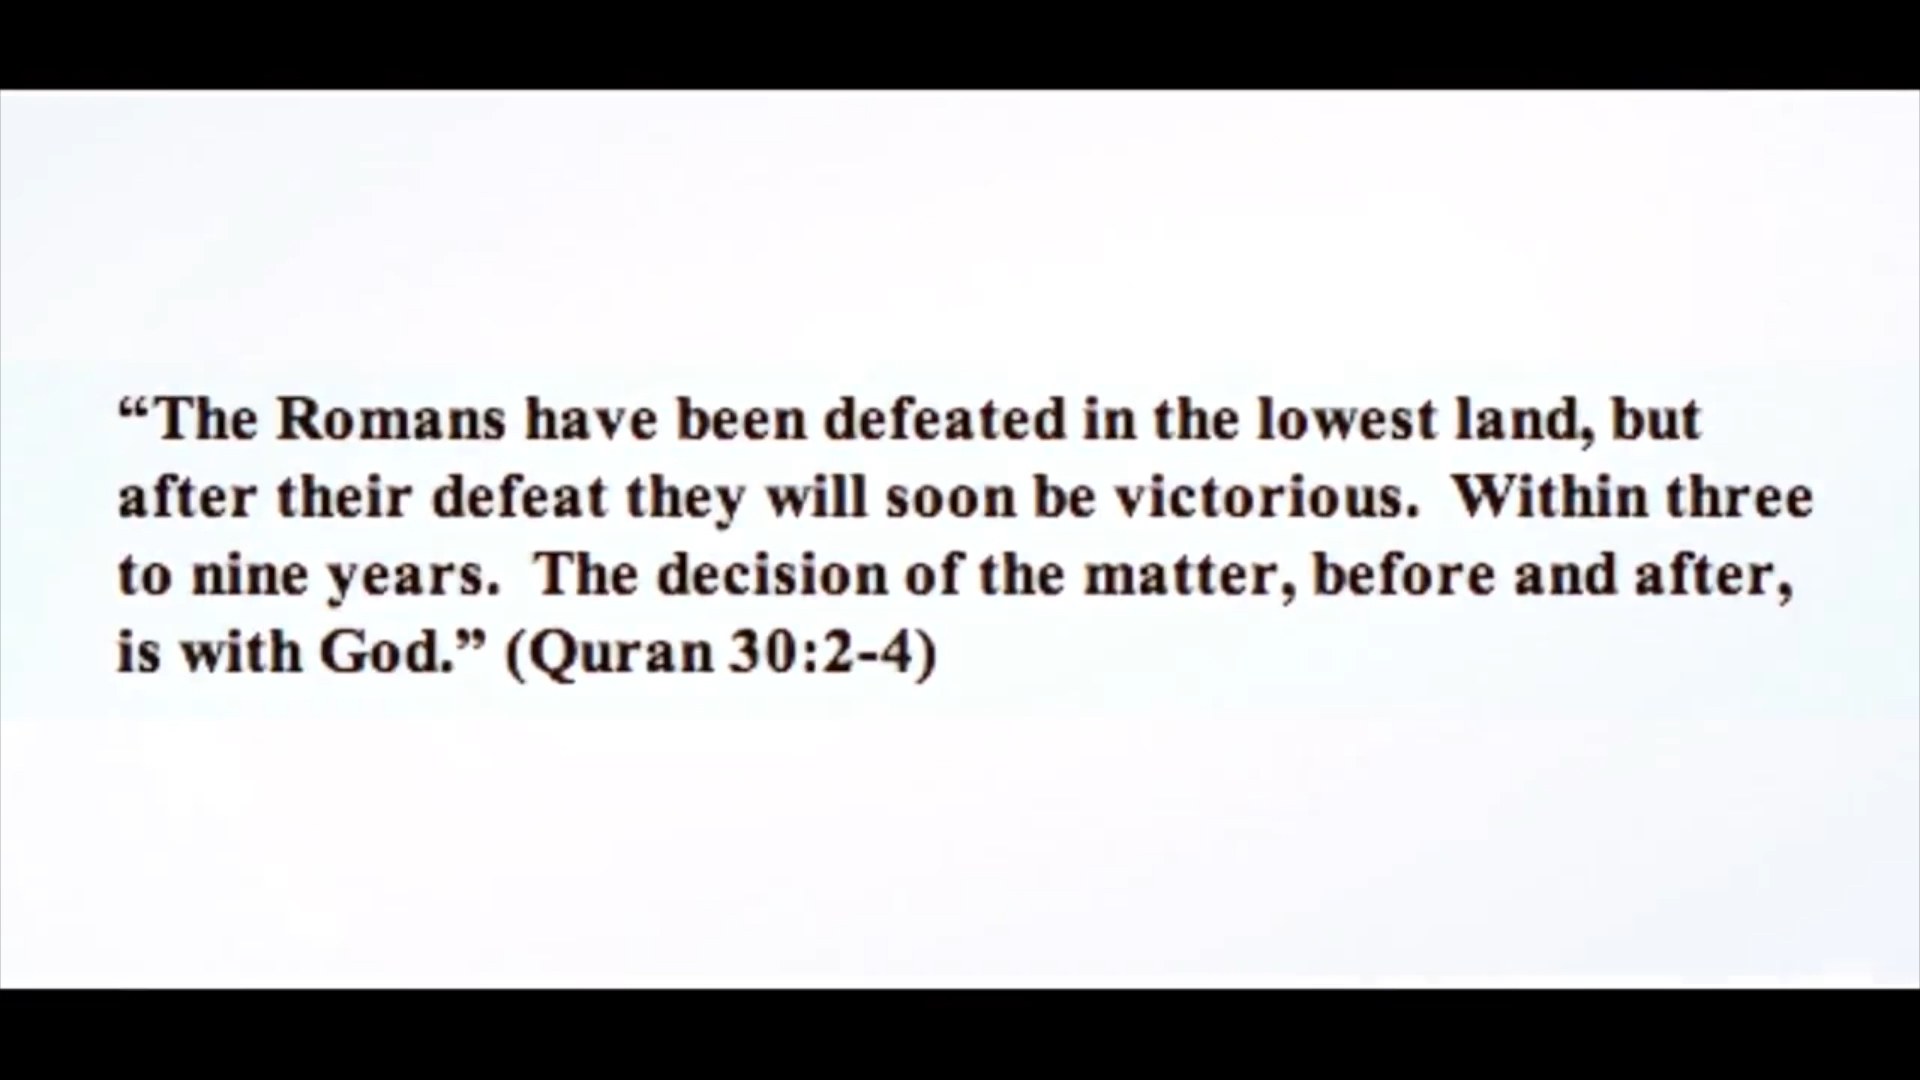 “The Romans have been defeated in the lowest land, but
after their defeat they will soon be victorious.  Within three
to nine years.  The decision of the matter, before and after,
is with God.” (Quran 30:2-4)